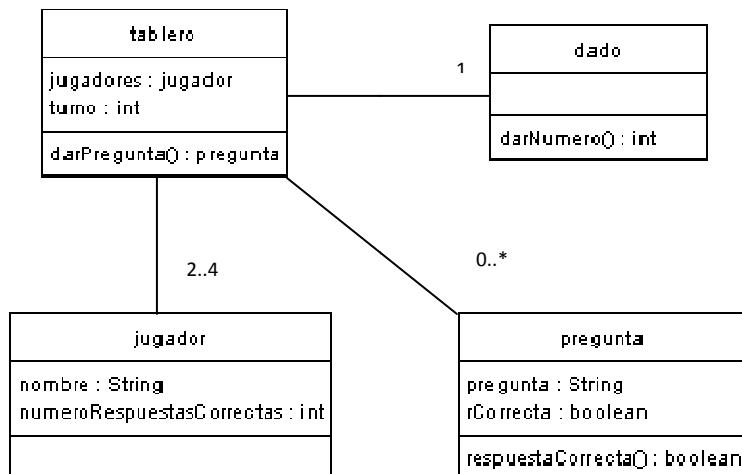 tablero
jugadores : jugador
turno : int
darPregunta() : pregunta
1
dado
darNumero() : int
2..4
0..*
jugador
nombre : String
numeroRespuestasCorrectas : int
pregunta
pregunta : String
rCorrecta : boolean
respuestaCorrecta() : boolean